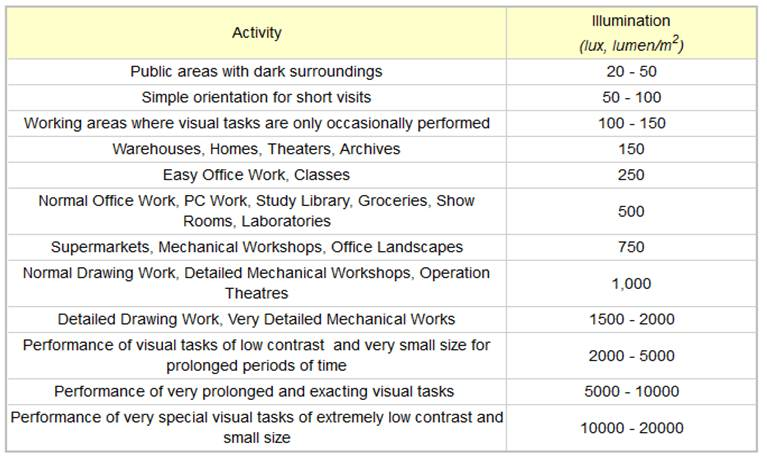 Activity
Illumination
(lux, lumen/m²)
Public areas with dark surroundings
20 - 50
Simple orientation for short visits
50 - 100
Working areas where visual tasks are only occasionally performed
100 - 150
Warehouses, Homes, Theaters, Archives
150
Easy Office Work, Classes
250
Normal Office Work, PC Work, Study Library, Groceries, Show
Rooms, Laboratories
500
Supermarkets, Mechanical Workshops, Office Landscapes
750
Normal Drawing Work, Detailed Mechanical Workshops, Operation
Theatres
1,000
Detailed Drawing Work, Very Detailed Mechanical Works
1500 - 2000
Performance of visual tasks of low contrast and very small size for
prolonged periods of time
2000 - 5000
Performance of very prolonged and exacting visual tasks
5000 - 10000
Performance of very special visual tasks of extremely low contrast and
small size
10000 - 20000